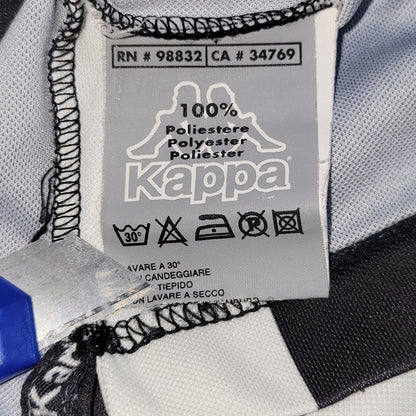 RN # 98832 CA # 34769
100%
Poliestere
Polyester
Poliester
Kappa
30°
LAVARE A 30°
CANDEGGIARE
TIEPIDO
LAVARE A SECCO